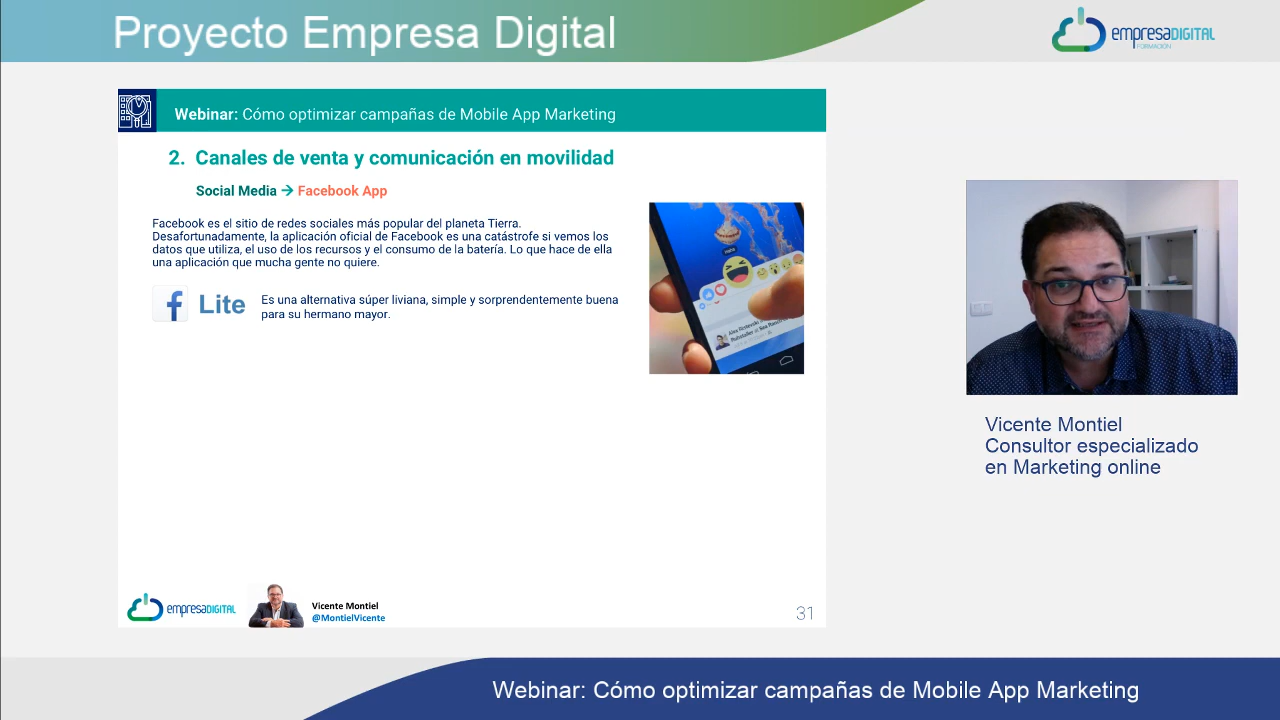 Proyecto Empresa Digital
empresaDIGITAL
FORMACIÓN
Webinar: Cómo optimizar campañas de Mobile App Marketing
2. Canales de venta y comunicación en movilidad
Social Media → Facebook App
Facebook es el sitio de redes sociales más popular del planeta Tierra.
Desafortunadamente, la aplicación oficial de Facebook es una catástrofe si vemos los
datos que utiliza, el uso de los recursos y el consumo de la batería. Lo que hace de ella
una aplicación que mucha gente no quiere.
f Lite
Es una alternativa súper liviana, simple y sorprendentemente buena
para su hermano mayor.
Vicente Montiel
Consultor especializado
en Marketing online
empresaDIGITAL
Vicente Montiel
@MontielVicente
31
Webinar: Cómo optimizar campañas de Mobile App Marketing